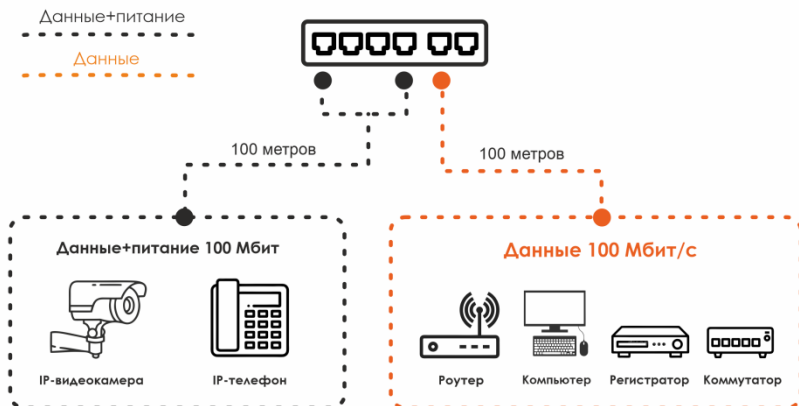 Данные+питание
Данные
100 метров
100 метров
Данные+питание 100 Мбит
Данные 100 Мбит/с
IP-видеокамера
IP-телефон
Роутер
Компьютер
Регистратор
Коммутатор